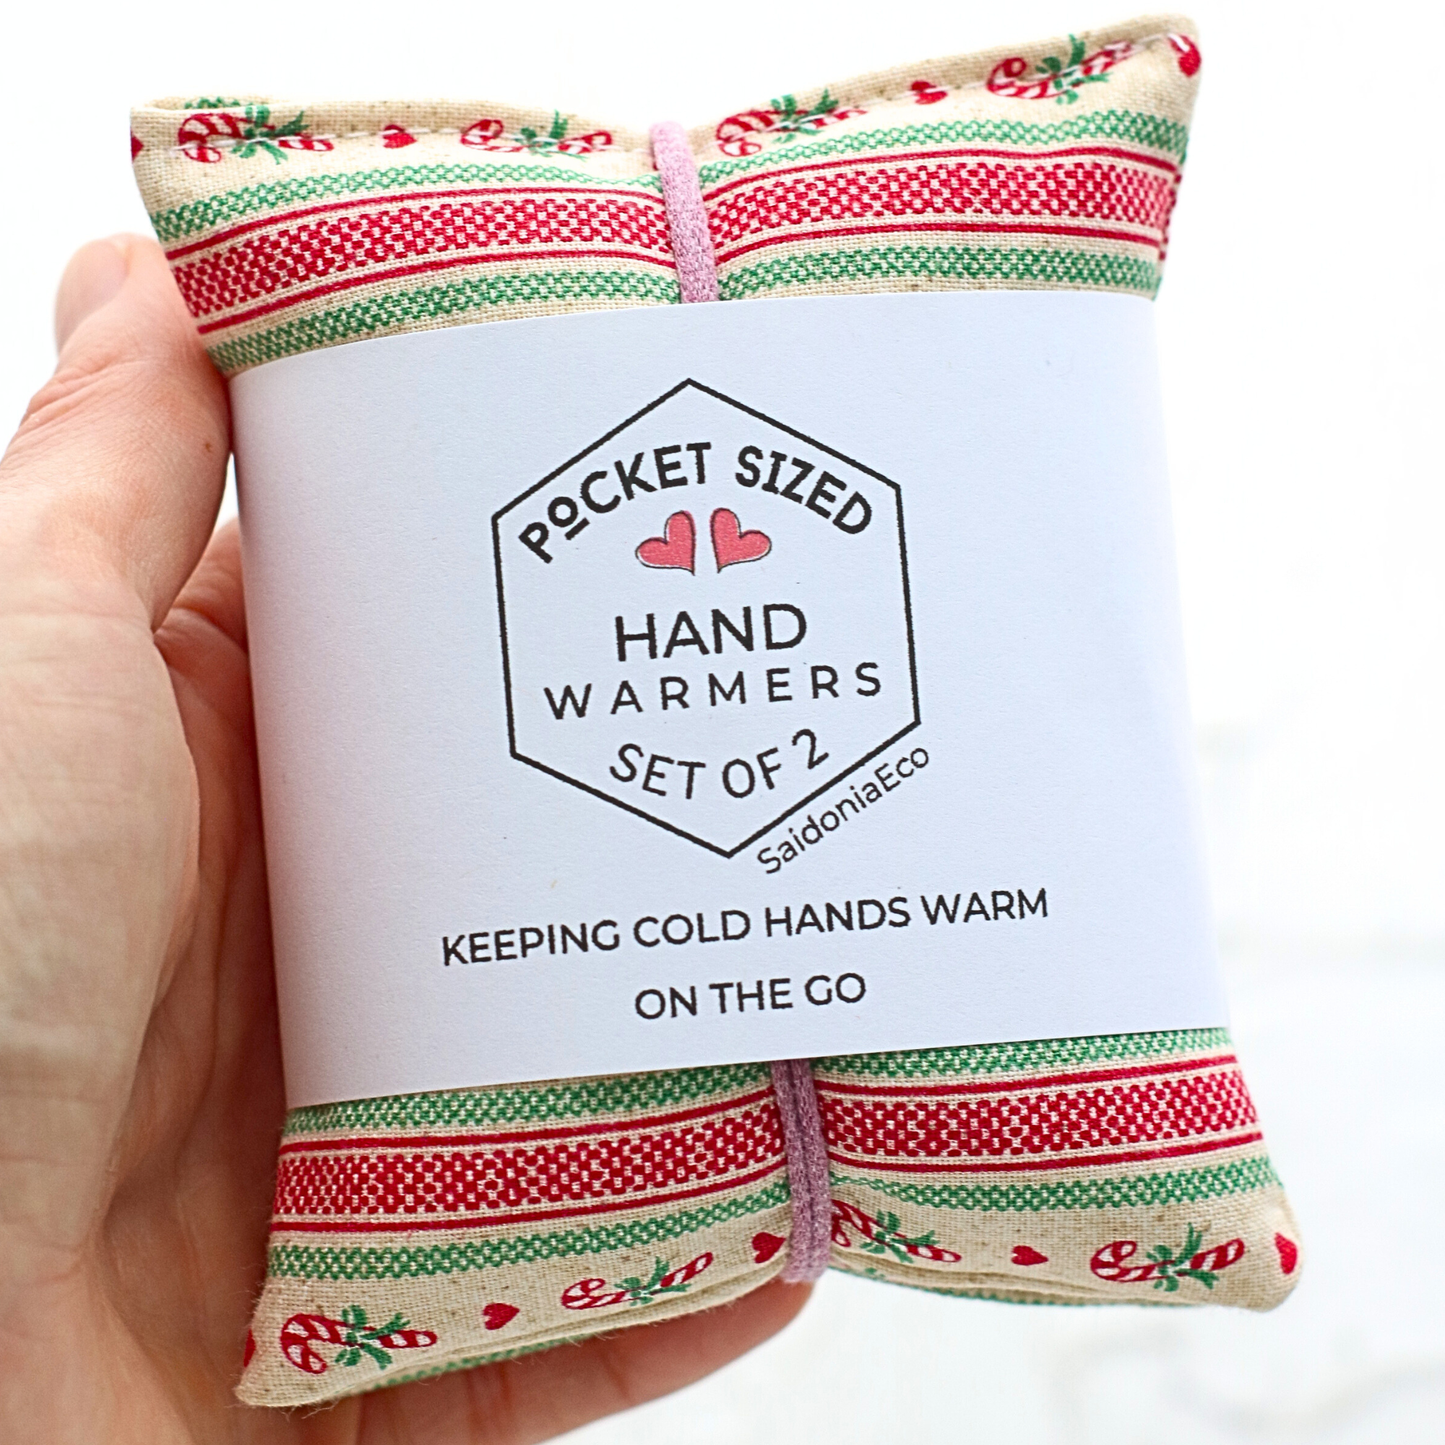 POCKET SIZED
HAND
WARMERS
SET OF 2
SaidoniaEco
KEEPING COLD HANDS WARM
ON THE GO